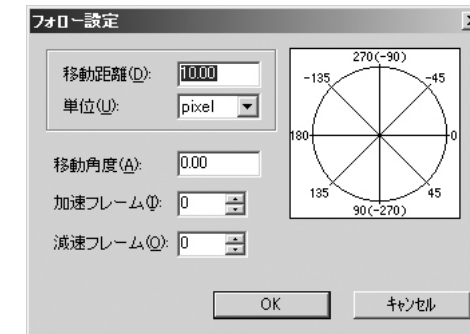 フォロー設定
移動距離(D): 10.00
単位(U): pixel
移動角度(A): 0.00
加速フレーム(I): 0
減速フレーム(O): 0
270(-90)
-135
-45
180
0
135
45
90(-270)
OK
キャンセル